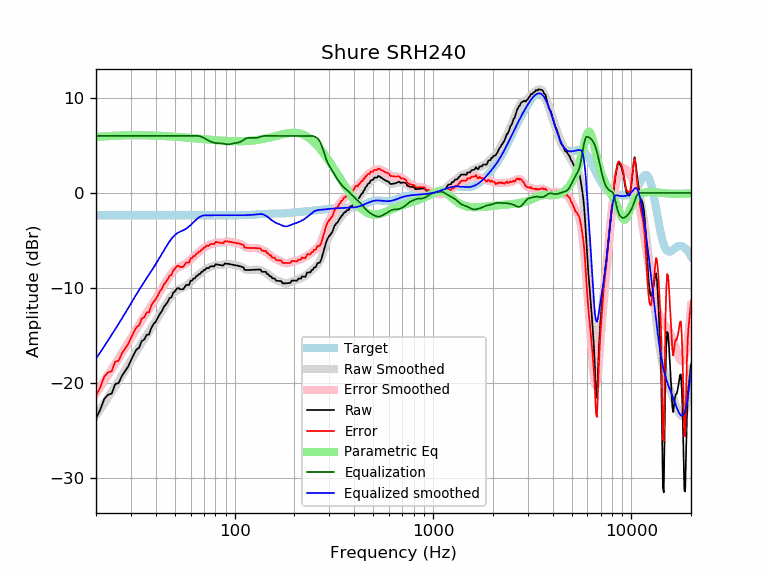 Shure SRH240
Amplitude (dBr)
10
0
−10
−20
−30
Target
Raw Smoothed
Error Smoothed
Raw
Error
Parametric Eq
Equalization
Equalized smoothed
100
1000
10000
Frequency (Hz)